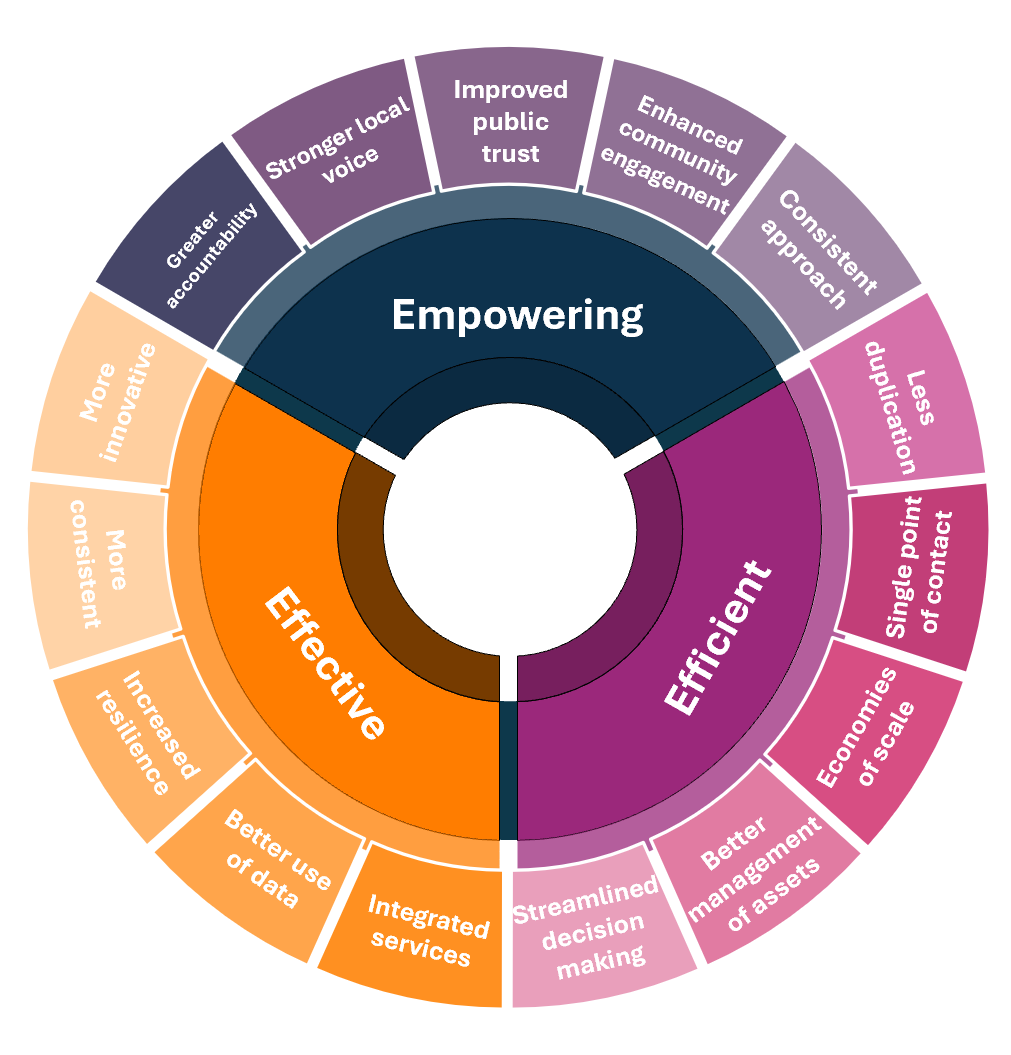 Empowering
Efficient
Effective
Greater
accountability
Stronger local
voice
Improved
public
trust
Enhanced
community
engagement
Consistent
approach
Less
duplication
Single point
of contact
Economies
of scale
Better
management
of assets
Streamlined
decision
making
Integrated
services
Better use
of data
Increased
resilience
More
consistent
More
innovative